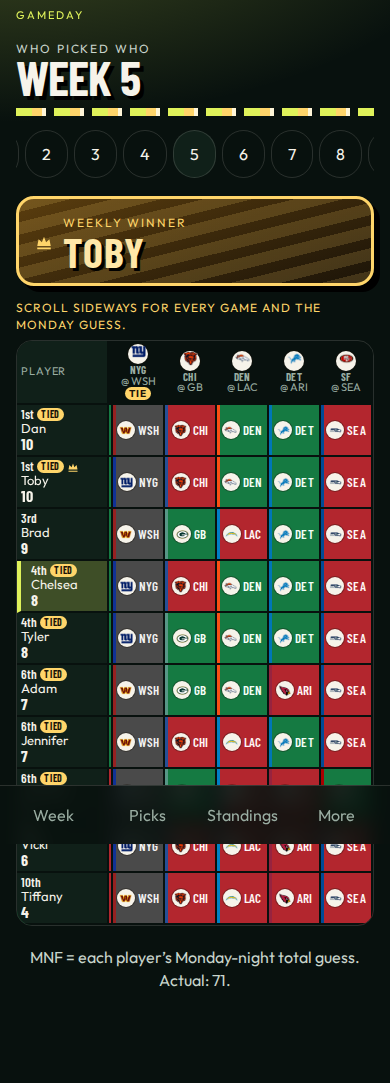 GAMEDAY
WHO PICKED WHO
WEEK 5
2 3 4 5 6 7 8
WEEKLY WINNER
TOBY
SCROLL SIDEWAYS FOR EVERY GAME AND THE
MONDAY GUESS.
PLAYER NYG @WSH TIE CHI @GB DEN @LAC DET @ARI SF @SEA
1st TIED Dan 10 WSH CHI DEN DET SEA
1st TIED Toby 10 NYG CHI DEN DET SEA
3rd Brad 9 WSH GB LAC DET SEA
4th TIED Chelsea 8 NYG CHI DEN DET SEA
4th TIED Tyler 8 NYG GB DEN DET SEA
6th TIED Adam 7 WSH GB DEN ARI SEA
6th TIED Jennifer 7 WSH CHI LAC DET SEA
6th TIED
Week Picks Standings More
Vicki 6 NYG CHI LAC ARI SEA
10th Tiffany 4 WSH CHI LAC ARI SEA
MNF = each player's Monday-night total guess.
Actual: 71.